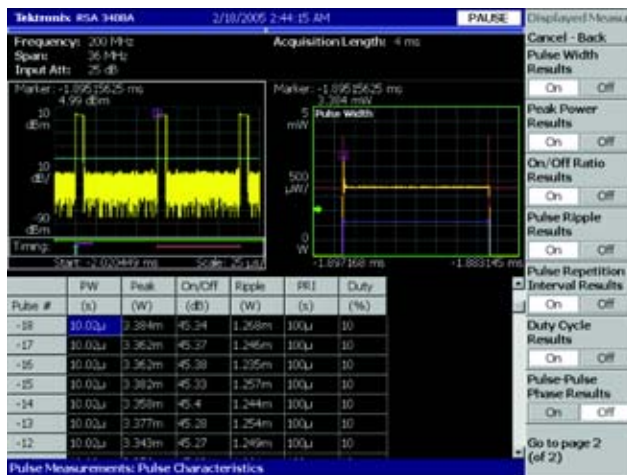 Tektronix RSA 3408A 2/18/2005 2:44:15 AM PAUSE
Frequency: 200 MHz Acquisition Length: 4 ms
Span: 36 MHz
Input Att: 25 dB
Marker: -1.89515625 ms
4.99 dBm
10
dBm
10
dB/
-90
dBm
Timing:
Start: -2.020449 ms Scale: 25 µs/
Marker: -1.89515625 ms
3.384 mW
5
mW
Pulse Width
500
µW/
0
W
-1.897168 ms -1.883145 ms
PW Peak On/Off Ripple PRI Duty
Pulse # (s) (W) (dB) (W) (s) (%)
-18 10.02µ 3.384m 45.34 1.268m 100µ 10
-17 10.02µ 3.362m 45.37 1.246m 100µ 10
-16 10.02µ 3.362m 45.38 1.235m 100µ 10
-15 10.02µ 3.382m 45.33 1.257m 100µ 10
-14 10.02µ 3.358m 45.4 1.244m 100µ 10
-13 10.02µ 3.377m 45.28 1.254m 100µ 10
-12 10.02µ 3.343m 45.27 1.249m 100µ 10
Pulse Measurements: Pulse Characteristics
Displayed Measu
Cancel - Back
Pulse Width
Results
On Off
Peak Power
Results
On Off
On/Off Ratio
Results
On Off
Pulse Ripple
Results
On Off
Pulse Repetition
Interval Results
On Off
Duty Cycle
Results
On Off
Pulse-Pulse
Phase Results
On Off
Go to page 2
(of 2)